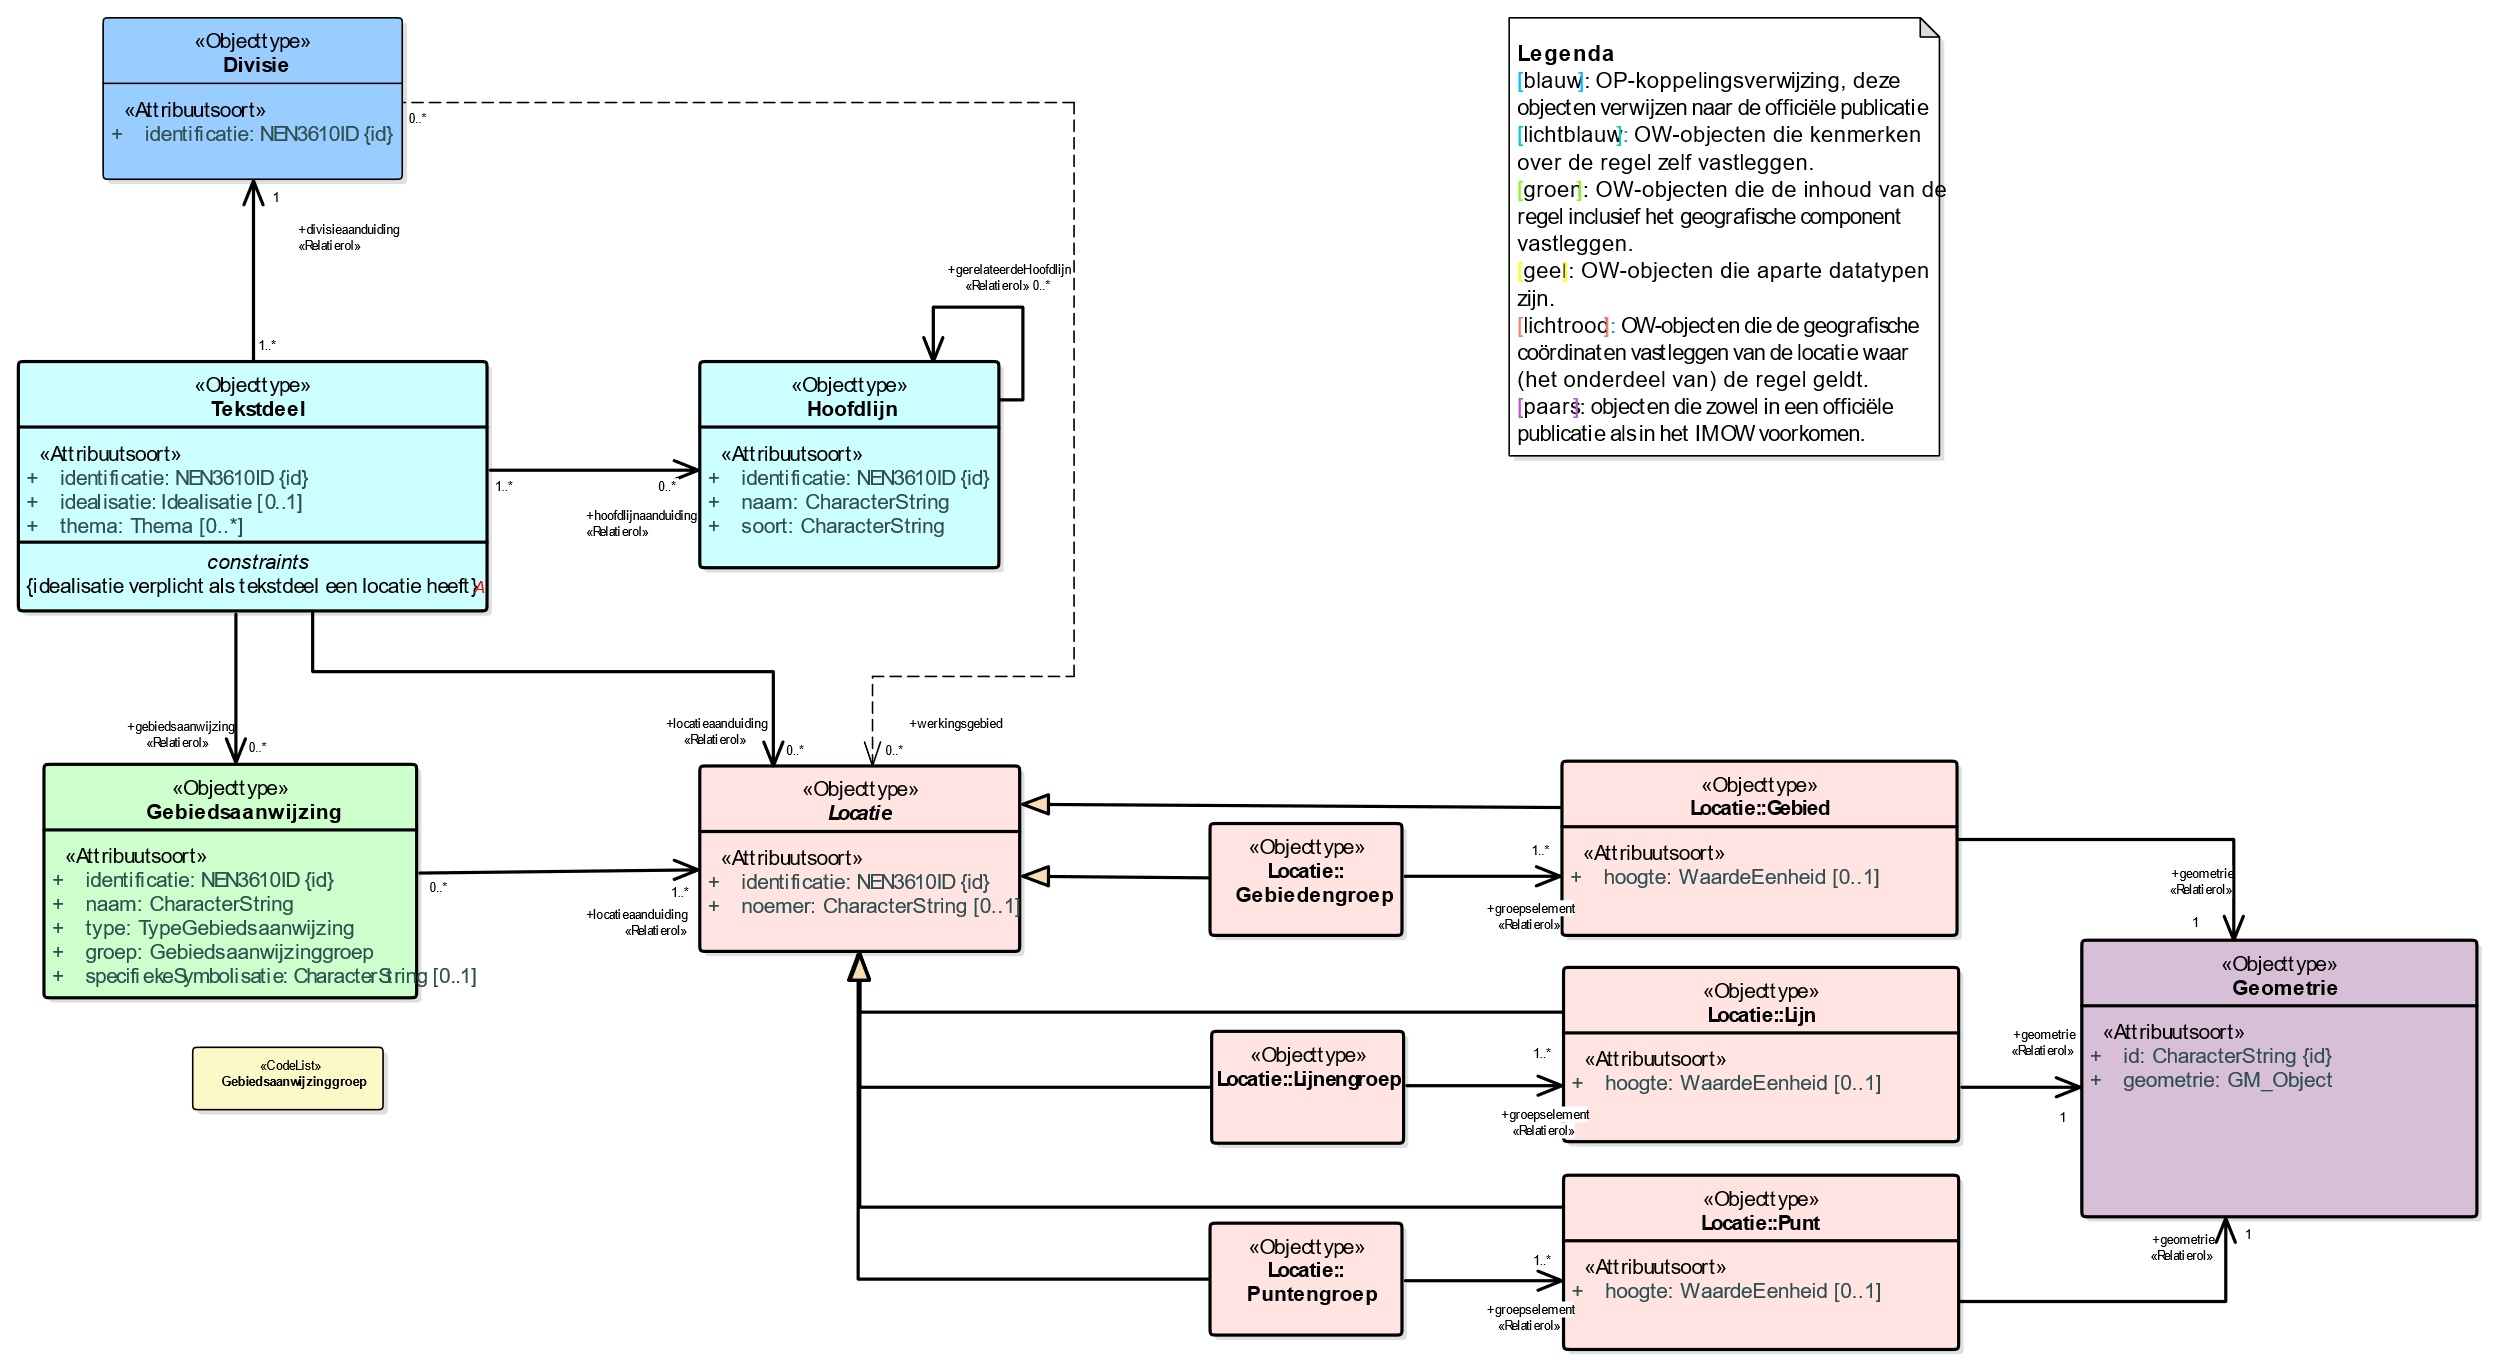 «Objecttype»
Divisie
«Attribuutsoort»
+ identificatie: NEN3610ID {id}
0..*
1
+divisieaanduiding
«Relatierol»
1..*
Legenda
[blauw]: OP-koppelingsverwijzing, deze
objecten verwijzen naar de officiële publicatie
[lichtblauw]: OW-objecten die kenmerken
over de regel zelf vastleggen.
[groen]: OW-objecten die de inhoud van de
regel inclusief het geografische component
vastleggen.
[geel]: OW-objecten die aparte datatypen
zijn.
[lichtrood]: OW-objecten die de geografische
coördinaten vastleggen van de locatie waar
(het onderdeel van) de regel geldt.
[paars]: objecten die zowel in een officiële
publicatie als in het IMOW voorkomen.
+gerelateerdeHoofdlijn
«Relatierol» 0..*
«Objecttype»
Tekstdeel
«Attribuutsoort»
+ identificatie: NEN3610ID {id}
+ idealisatie: Idealisatie [0..1]
+ thema: Thema [0..*]
constraints
{idealisatie verplicht als tekstdeel een locatie heeft}
A
1..*
0..*
+hoofdlijnaanduiding
«Relatierol»
«Objecttype»
Hoofdlijn
«Attribuutsoort»
+ identificatie: NEN3610ID {id}
+ naam: CharacterString
+ soort: CharacterString
+gebiedsaanwijzing
«Relatierol»
0..*
+locatieaanduiding
«Relatierol»
0..*
+werkingsgebied
0..*
«Objecttype»
Gebiedsaanwijzing
«Attribuutsoort»
+ identificatie: NEN3610ID {id}
+ naam: CharacterString
+ type: TypeGebiedsaanwijzing
+ groep: Gebiedsaanwijzinggroep
+ specifiekeSymbolisatie: CharacterString [0..1]
0..*
1..*
+locatieaanduiding
«Relatierol»
«Objecttype»
Locatie
«Attribuutsoort»
+ identificatie: NEN3610ID {id}
+ noemer: CharacterString [0..1]
«Objecttype»
Locatie::
Gebiedengroep
1..*
+groepselement
«Relatierol»
«Objecttype»
Locatie::Gebied
«Attribuutsoort»
+ hoogte: WaardeEenheid [0..1]
+geometrie
«Relatierol»
1
«CodeList»
Gebiedsaanwijzinggroep
«Objecttype»
Locatie::Lijnengroep
1..*
+groepselement
«Relatierol»
«Objecttype»
Locatie::Lijn
«Attribuutsoort»
+ hoogte: WaardeEenheid [0..1]
+geometrie
«Relatierol»
1
«Objecttype»
Geometrie
«Attribuutsoort»
+ id: CharacterString {id}
+ geometrie: GM_Object
«Objecttype»
Locatie::
Puntengroep
1..*
+groepselement
«Relatierol»
«Objecttype»
Locatie::Punt
«Attribuutsoort»
+ hoogte: WaardeEenheid [0..1]
+geometrie
«Relatierol»
1